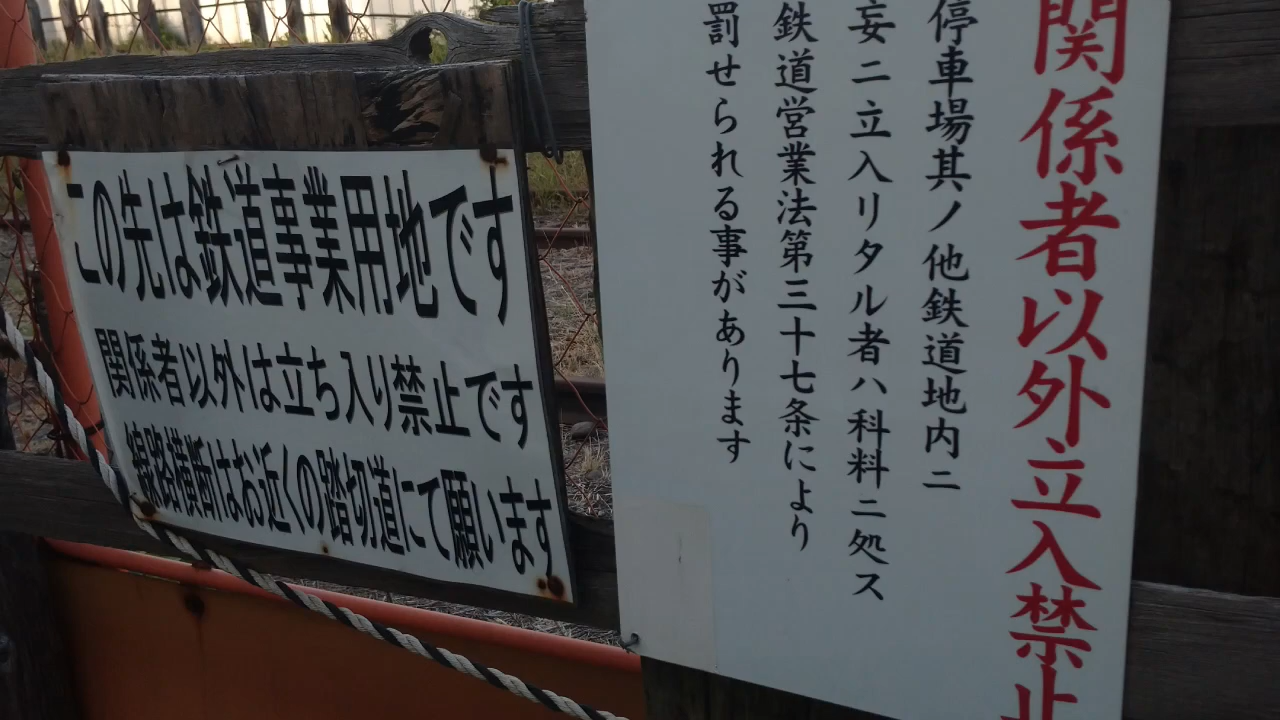 この先は鉄道事業用地です
関係者以外は立ち入り禁止です
線路横断はお近くの踏切道にて願います
関係者以外立入禁止
停車場其ノ他鉄道地内ニ
妄ニ立入リタル者ハ科料ニ処ス
鉄道営業法第三十七条により
罰せられる事があります